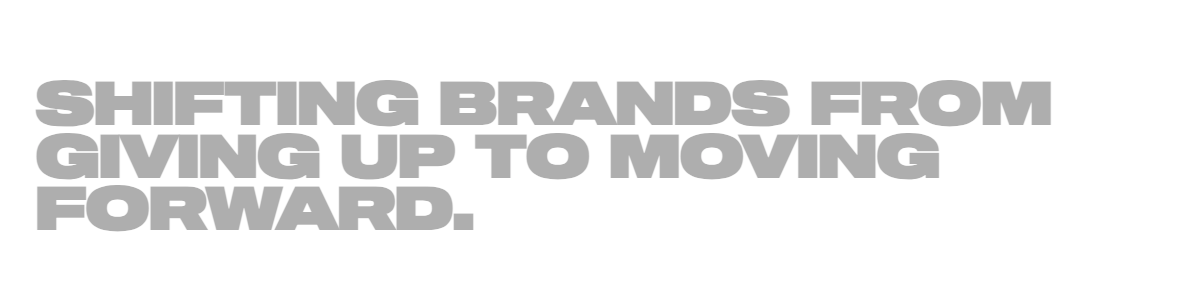 SHIFTING BRANDS FROM
GIVING UP TO MOVING
FORWARD.